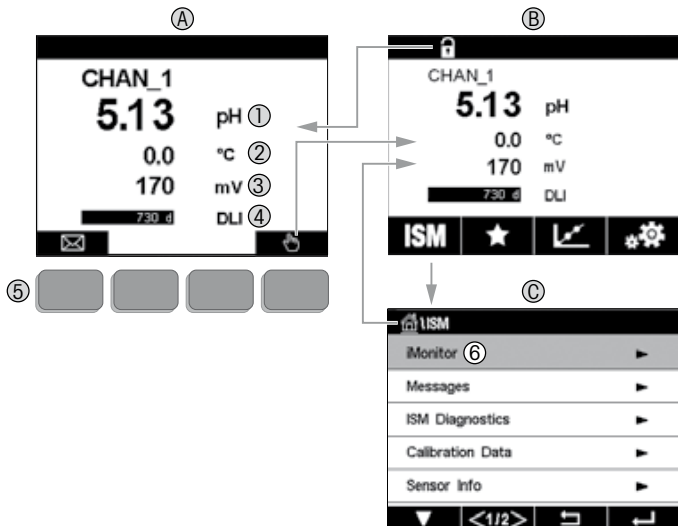 A
CHAN_1
5.13 pH 1
0.0 °C 2
170 mV 3
730 d DLI 4
5
B
CHAN_1
5.13 pH
0.0 °C
170 mV
730 d DLI
ISM
C
\ISM
iMonitor 6
Messages
ISM Diagnostics
Calibration Data
Sensor Info
<1/2>